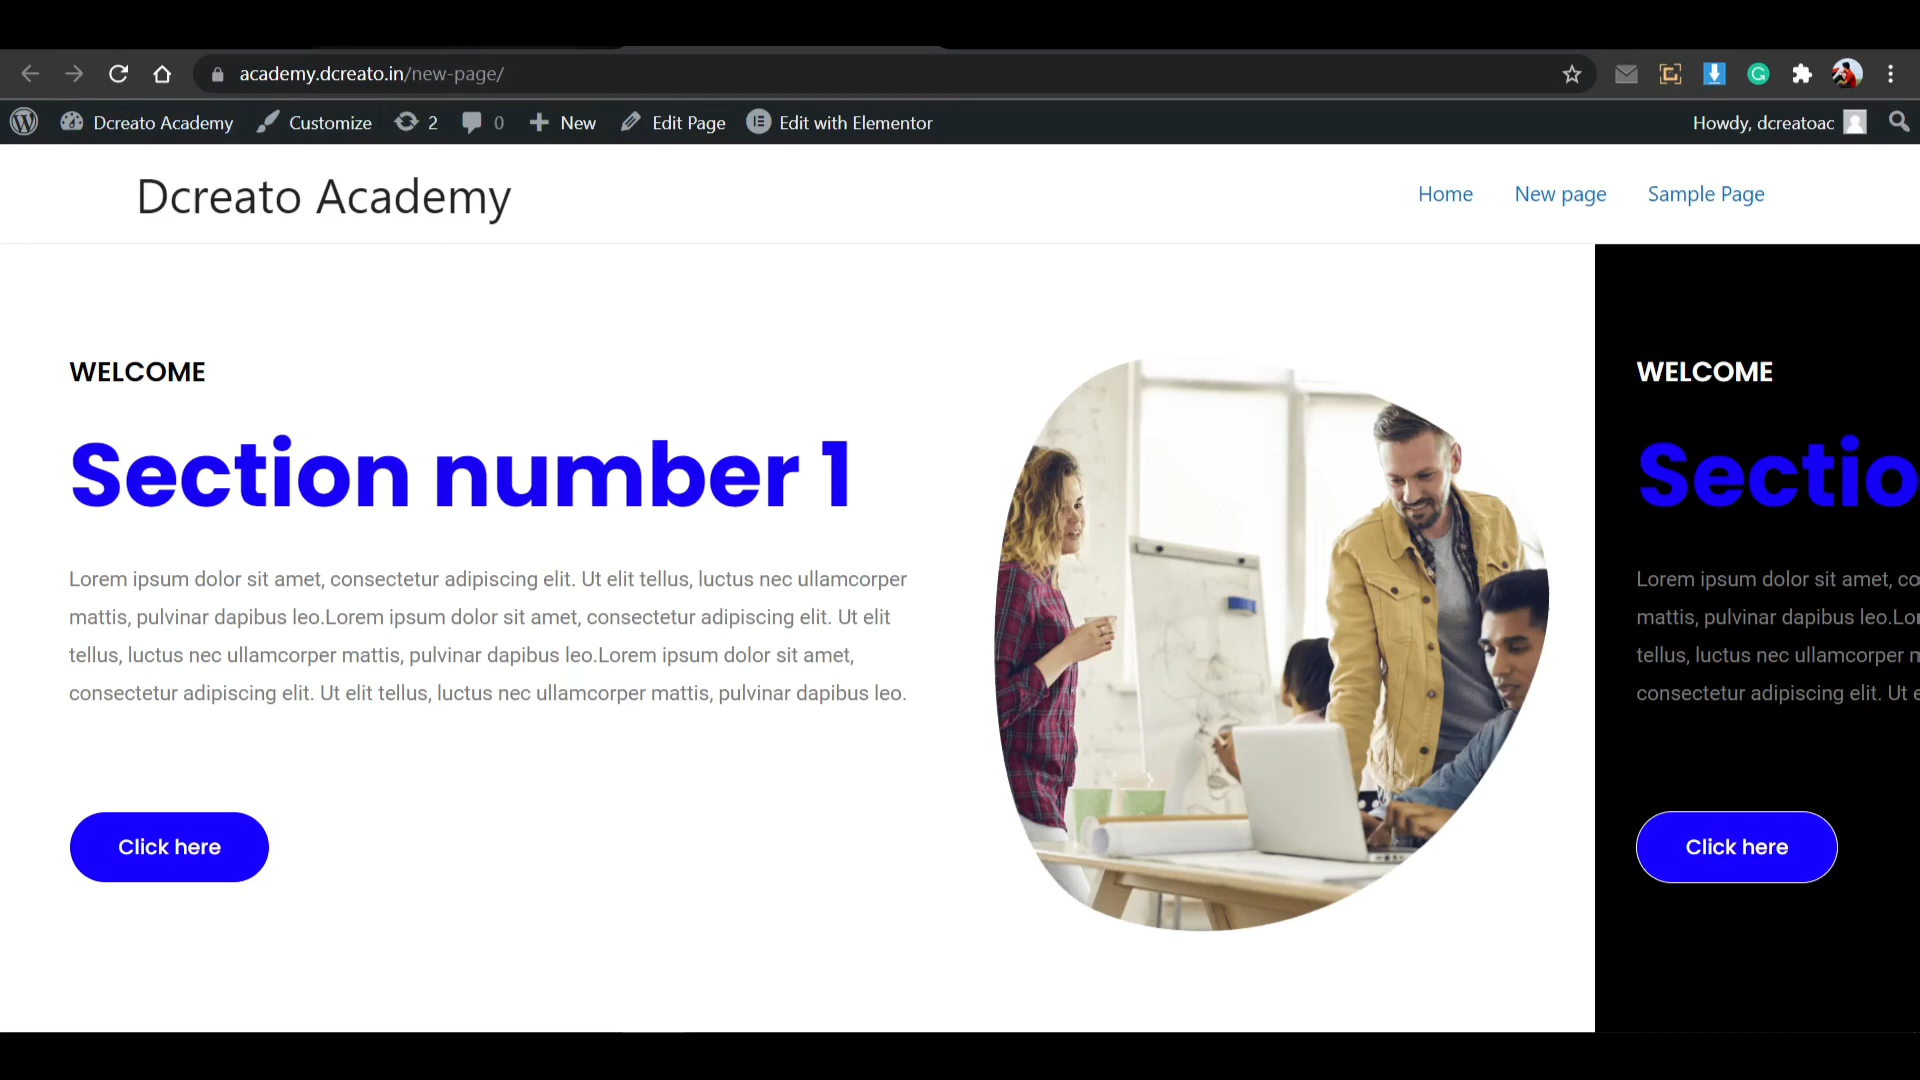 academy.dcreato.in/new-page/
Dcreato Academy Customize 2 0 New Edit Page Edit with Elementor Howdy, dcreatoac
Dcreato Academy
Home New page Sample Page
WELCOME
Section number 1
Lorem ipsum dolor sit amet, consectetur adipiscing elit. Ut elit tellus, luctus nec ullamcorper
mattis, pulvinar dapibus leo.Lorem ipsum dolor sit amet, consectetur adipiscing elit. Ut elit
tellus, luctus nec ullamcorper mattis, pulvinar dapibus leo.Lorem ipsum dolor sit amet,
consectetur adipiscing elit. Ut elit tellus, luctus nec ullamcorper mattis, pulvinar dapibus leo.
Click here
WELCOME
Sectio
Lorem ipsum dolor sit amet, co
mattis, pulvinar dapibus leo.Lor
tellus, luctus nec ullamcorper
consectetur adipiscing elit. Ut e
Click here